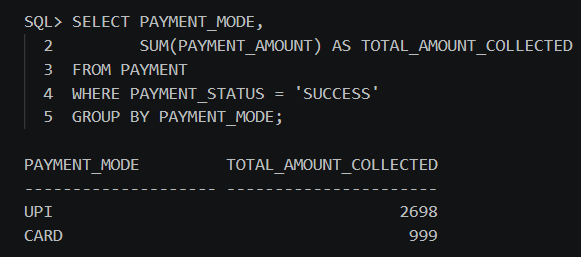 SQL> SELECT PAYMENT_MODE,
  2         SUM(PAYMENT_AMOUNT) AS TOTAL_AMOUNT_COLLECTED
  3  FROM PAYMENT
  4  WHERE PAYMENT_STATUS = 'SUCCESS'
  5  GROUP BY PAYMENT_MODE;

PAYMENT_MODE         TOTAL_AMOUNT_COLLECTED
-------------------- ----------------------
UPI                                    2698
CARD                                    999